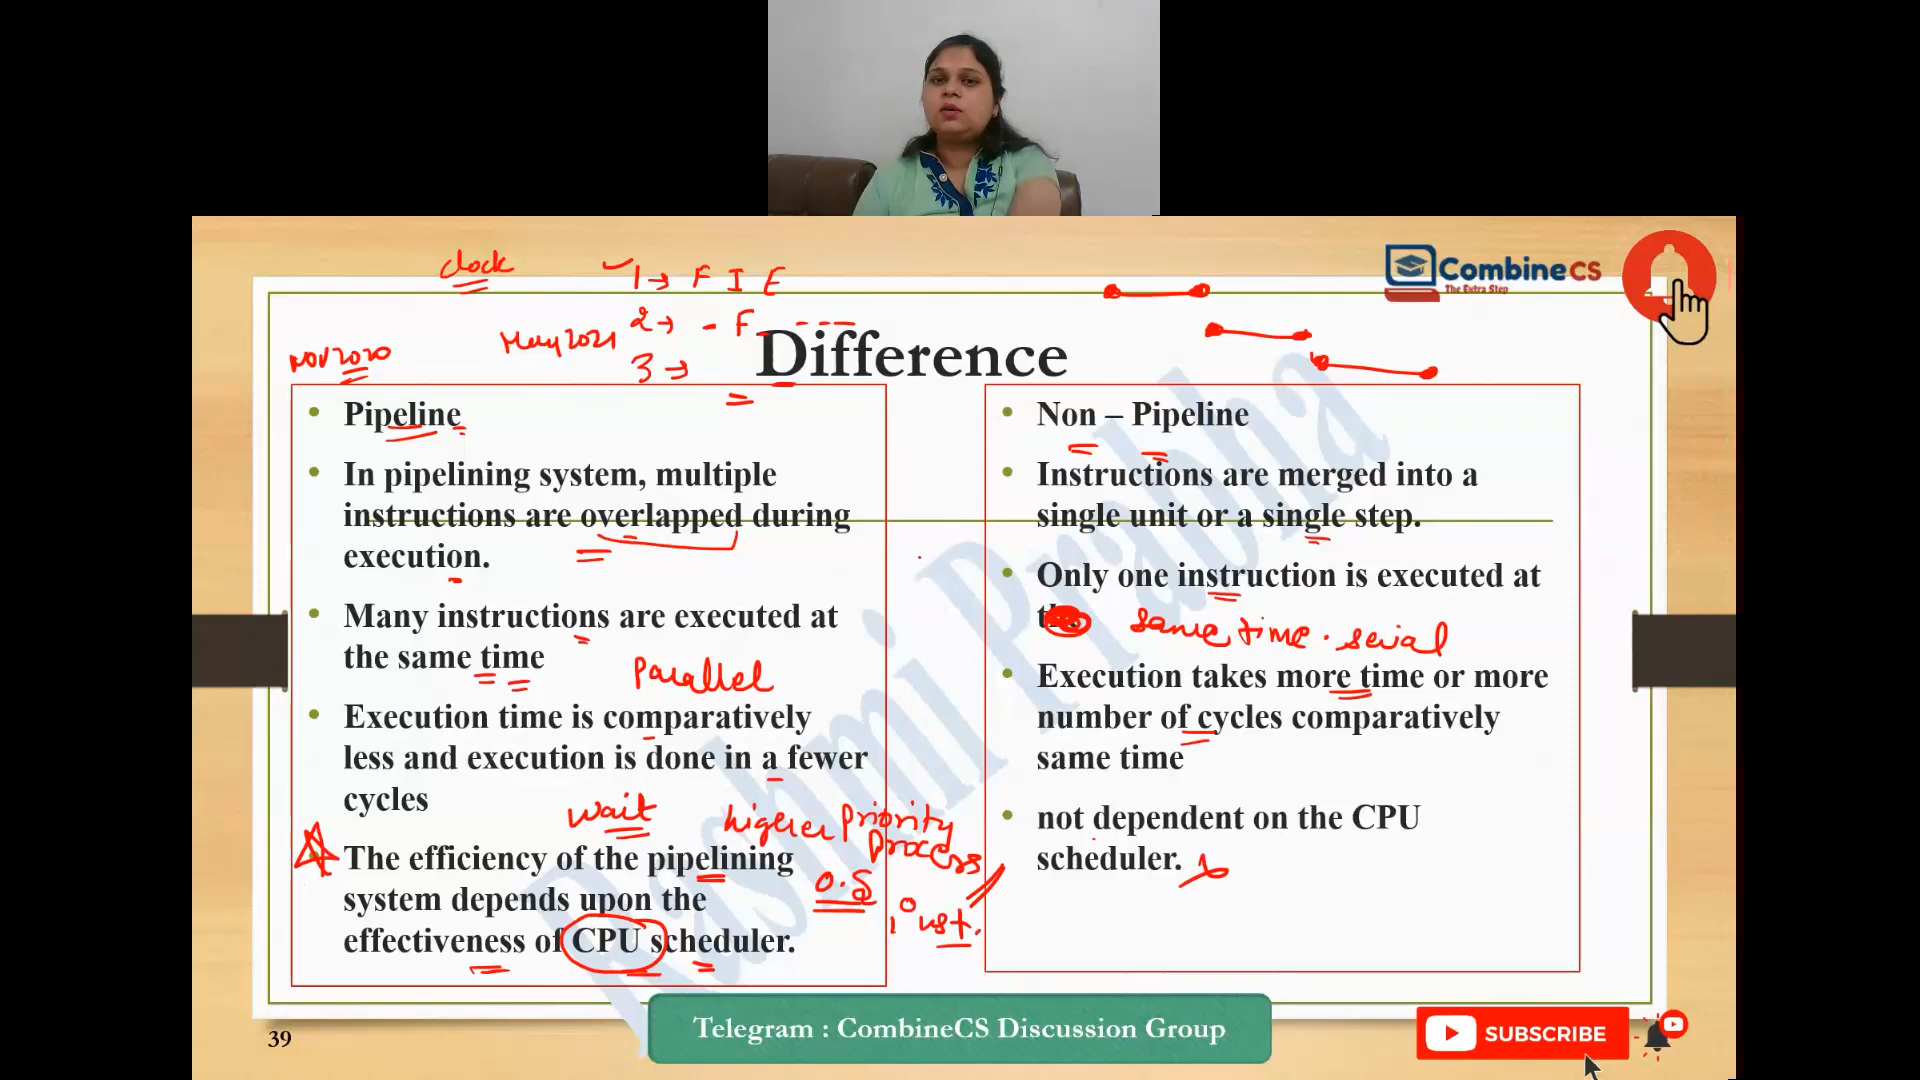 clock
1 → F I E
2 → - F - - -
3 →
CombineCS
The Extra Step
May 2021
Nov 2020
Difference
• Pipeline
• In pipelining system, multiple
instructions are overlapped during
execution.
• Many instructions are executed at
the same time
Parallel
• Execution time is comparatively
less and execution is done in a fewer
cycles
wait
higerer Priority
Process
• The efficiency of the pipelining
system depends upon the
effectiveness of CPU scheduler.
O.S
inst.
• Non – Pipeline
• Instructions are merged into a
single unit or a single step.
• Only one instruction is executed at
same time. serial
• Execution takes more time or more
number of cycles comparatively
same time
• not dependent on the CPU
scheduler.
Rashmi Prabha
39
Telegram : CombineCS Discussion Group
SUBSCRIBE